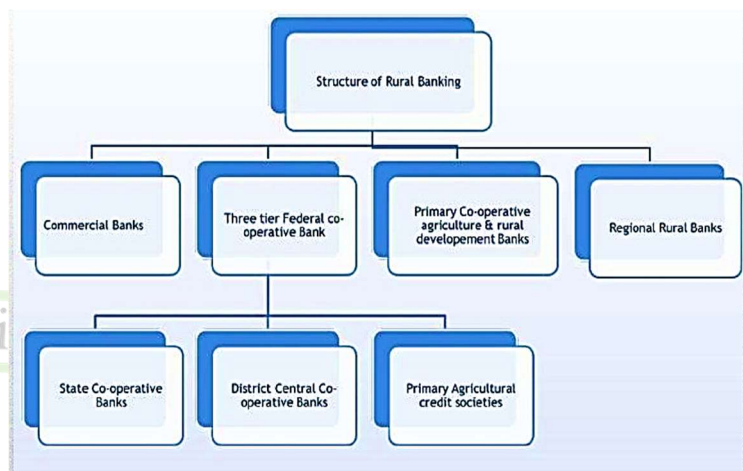 Structure of Rural Banking
Commercial Banks
Three tier Federal co-
operative Bank
Primary Co-operative
agriculture & rural
developement Banks
Regional Rural Banks
State Co-operative
Banks
District Central Co-
operative Banks
Primary Agricultural
credit societies